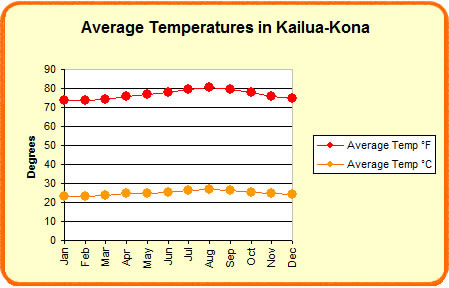 Average Temperatures in Kailua-Kona
90
80
70
60
50
40
30
20
10
0
Degrees
Jan
Feb
Mar
Apr
May
Jun
Jul
Aug
Sep
Oct
Nov
Dec
Average Temp °F
Average Temp °C